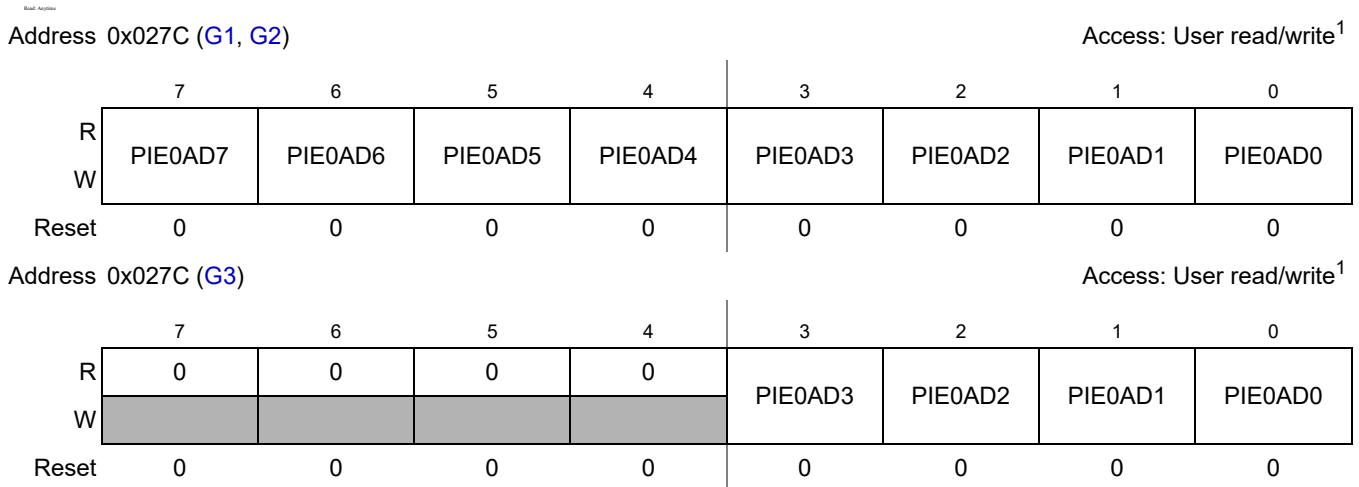 Read: Anytime
Address 0x027C (G1, G2) Access: User read/write1
7 6 5 4 3 2 1 0
R
W
PIE0AD7 PIE0AD6 PIE0AD5 PIE0AD4 PIE0AD3 PIE0AD2 PIE0AD1 PIE0AD0
Reset 0 0 0 0 0 0 0 0
Address 0x027C (G3) Access: User read/write1
7 6 5 4 3 2 1 0
R 0 0 0 0
W
PIE0AD3 PIE0AD2 PIE0AD1 PIE0AD0
Reset 0 0 0 0 0 0 0 0